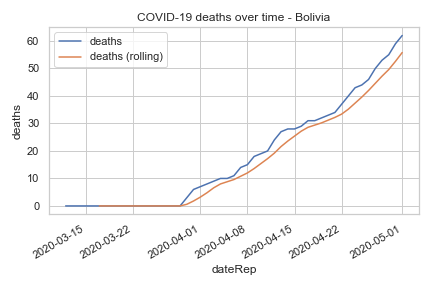 COVID-19 deaths over time - Bolivia
deaths
deaths (rolling)
deaths
60
50
40
30
20
10
0
2020-03-15
2020-03-22
2020-04-01
2020-04-08
2020-04-15
2020-04-22
2020-05-01
dateRep